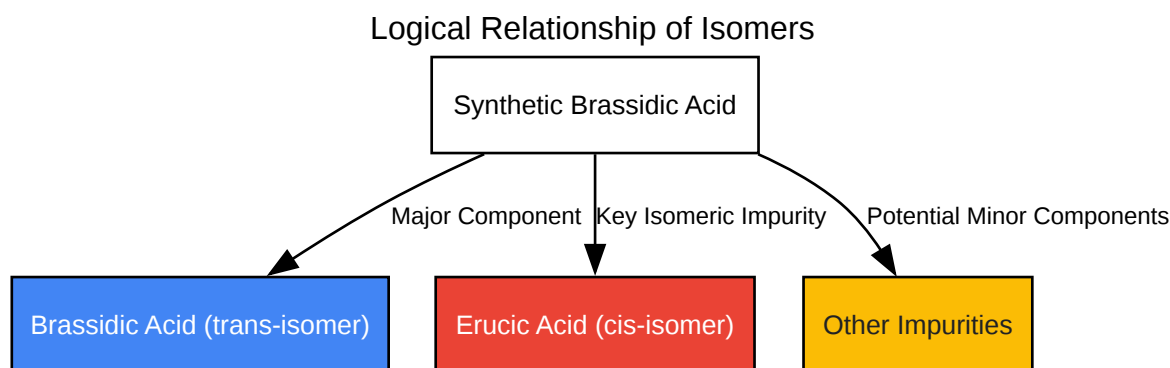 Logical Relationship of Isomers
Synthetic Brassidic Acid
Major Component
Key Isomeric Impurity
Potential Minor Components
Brassidic Acid (trans-isomer)
Erucic Acid (cis-isomer)
Other Impurities